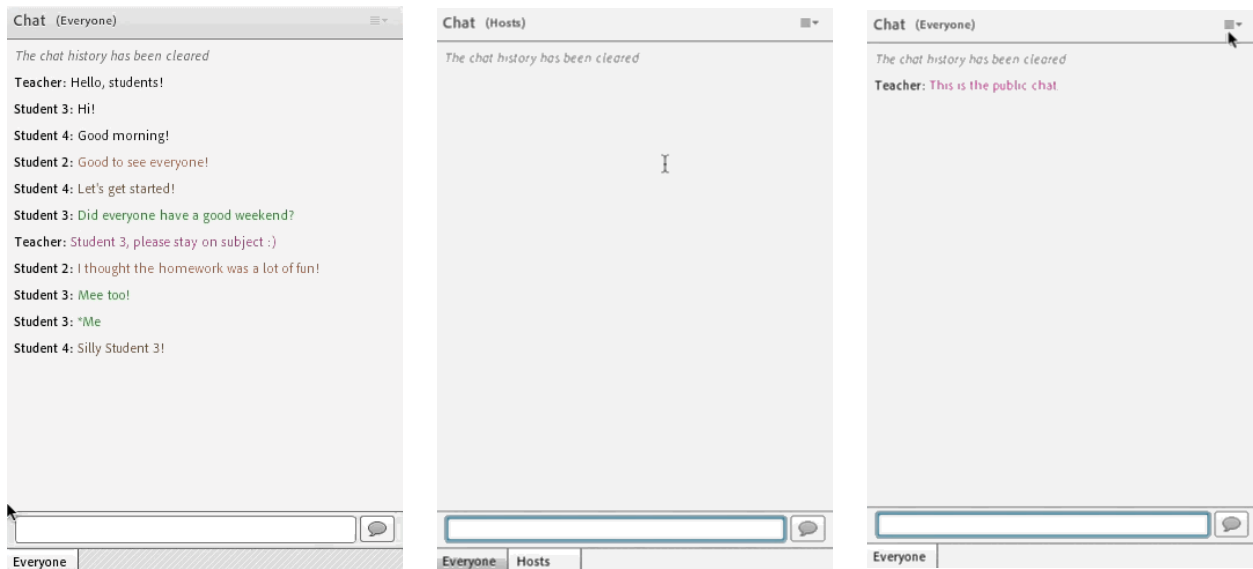 Chat (Everyone)
The chat history has been cleared
Teacher: Hello, students!
Student 3: Hi!
Student 4: Good morning!
Student 2: Good to see everyone!
Student 4: Let's get started!
Student 3: Did everyone have a good weekend?
Teacher: Student 3, please stay on subject :)
Student 2: I thought the homework was a lot of fun!
Student 3: Mee too!
Student 3: *Me
Student 4: Silly Student 3!
Everyone
Chat (Hosts)
The chat history has been cleared
Everyone Hosts
Chat (Everyone)
The chat history has been cleared
Teacher: This is the public chat
Everyone